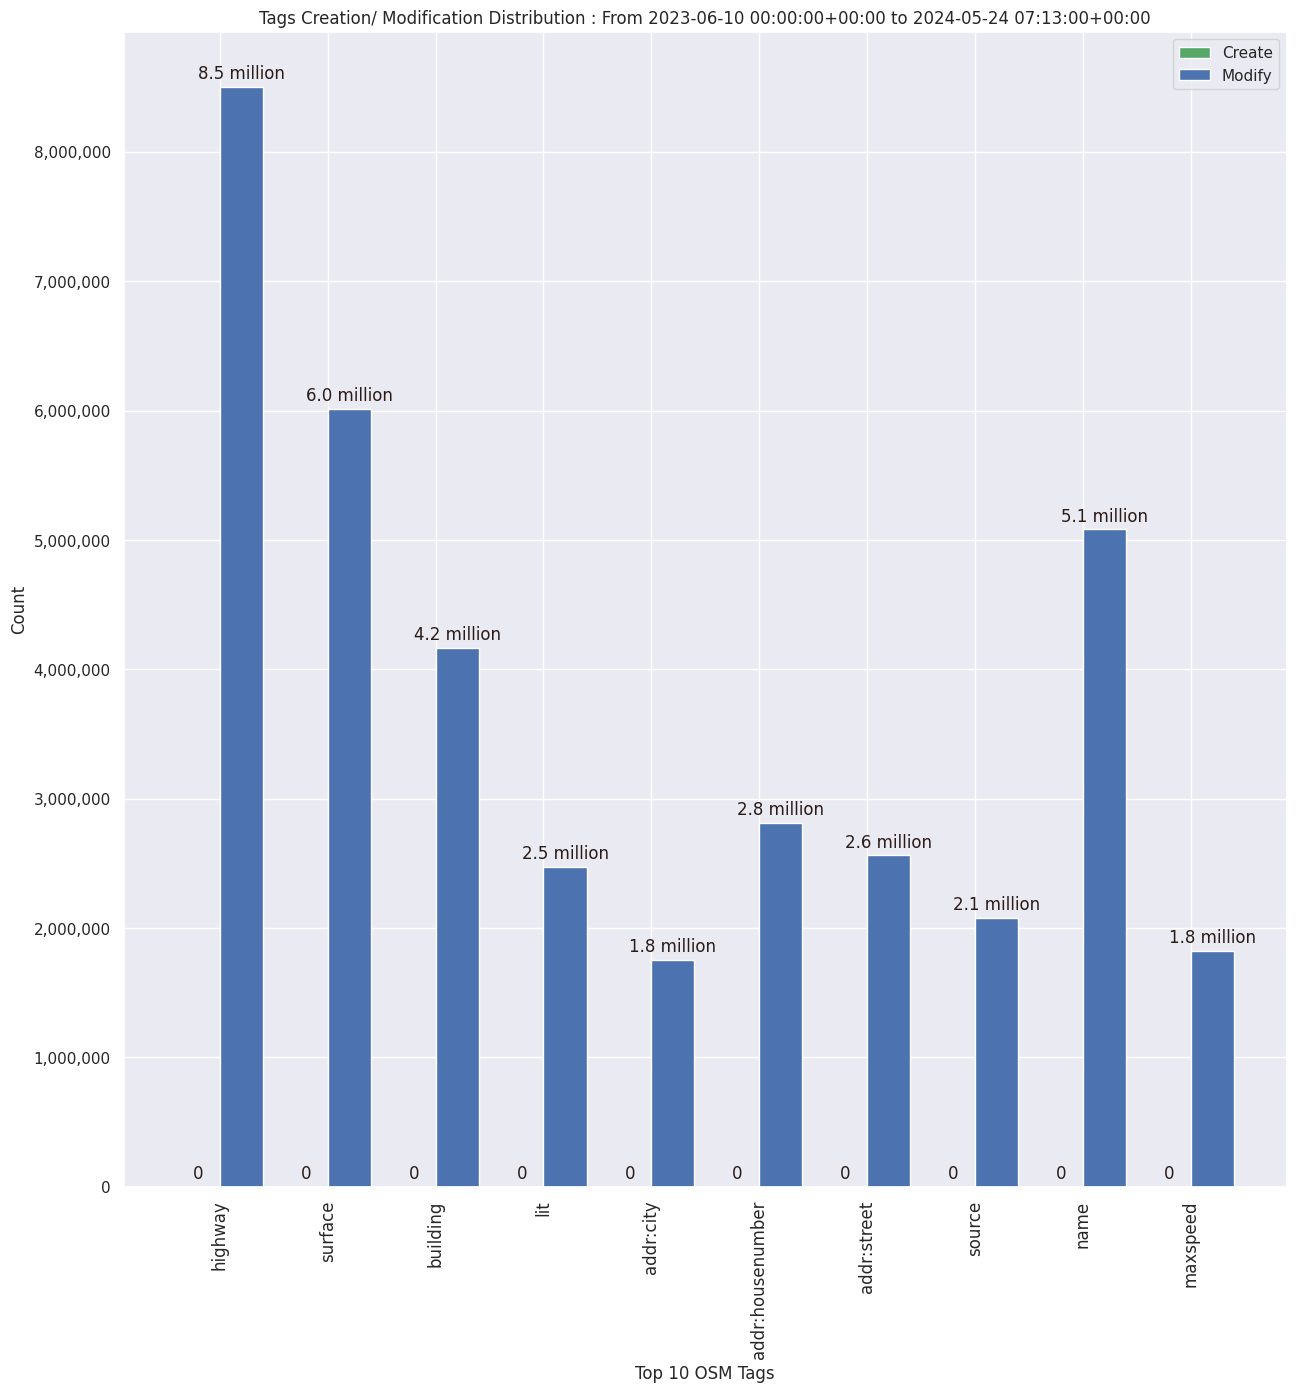 Tags Creation/ Modification Distribution : From 2023-06-10 00:00:00+00:00 to 2024-05-24 07:13:00+00:00
Create
Modify
8.5 million
6.0 million
4.2 million
2.5 million
1.8 million
2.8 million
2.6 million
2.1 million
5.1 million
1.8 million
0
0
0
0
0
0
0
0
0
0
8,000,000
7,000,000
6,000,000
5,000,000
4,000,000
3,000,000
2,000,000
1,000,000
0
Count
highway
surface
building
lit
addr:city
addr:housenumber
addr:street
source
name
maxspeed
Top 10 OSM Tags